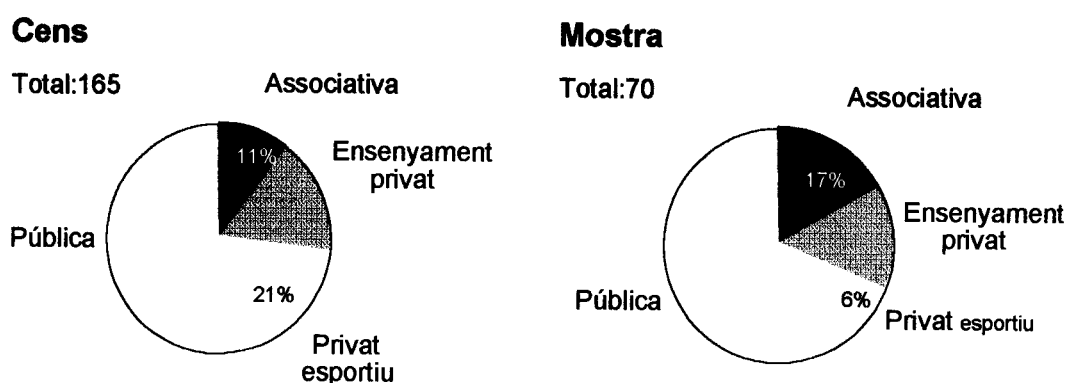 Cens
Total:165
Associativa
11%
Ensenyament
privat
Pública
21%
Privat
esportiu
Mostra
Total:70
Associativa
17%
Ensenyament
privat
Pública
6%
Privat esportiu